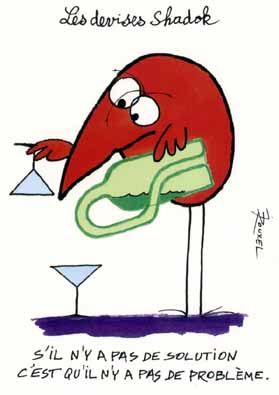 Les devises Shadok
ROUXEL
S'IL N'Y A PAS DE SOLUTION
C'EST QU'IL N'Y A PAS DE PROBLÈME.